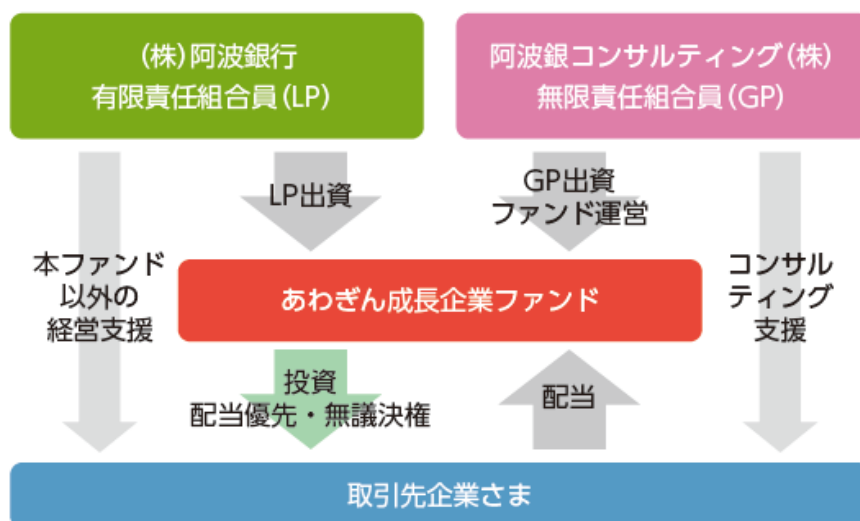 (株)阿波銀行
有限責任組合員(LP)
阿波銀コンサルティング(株)
無限責任組合員(GP)
LP出資
GP出資
ファンド運営
本ファンド
以外の
経営支援
あわぎん成長企業ファンド
コンサル
ティング
支援
投資
配当優先・無議決権
配当
取引先企業さま